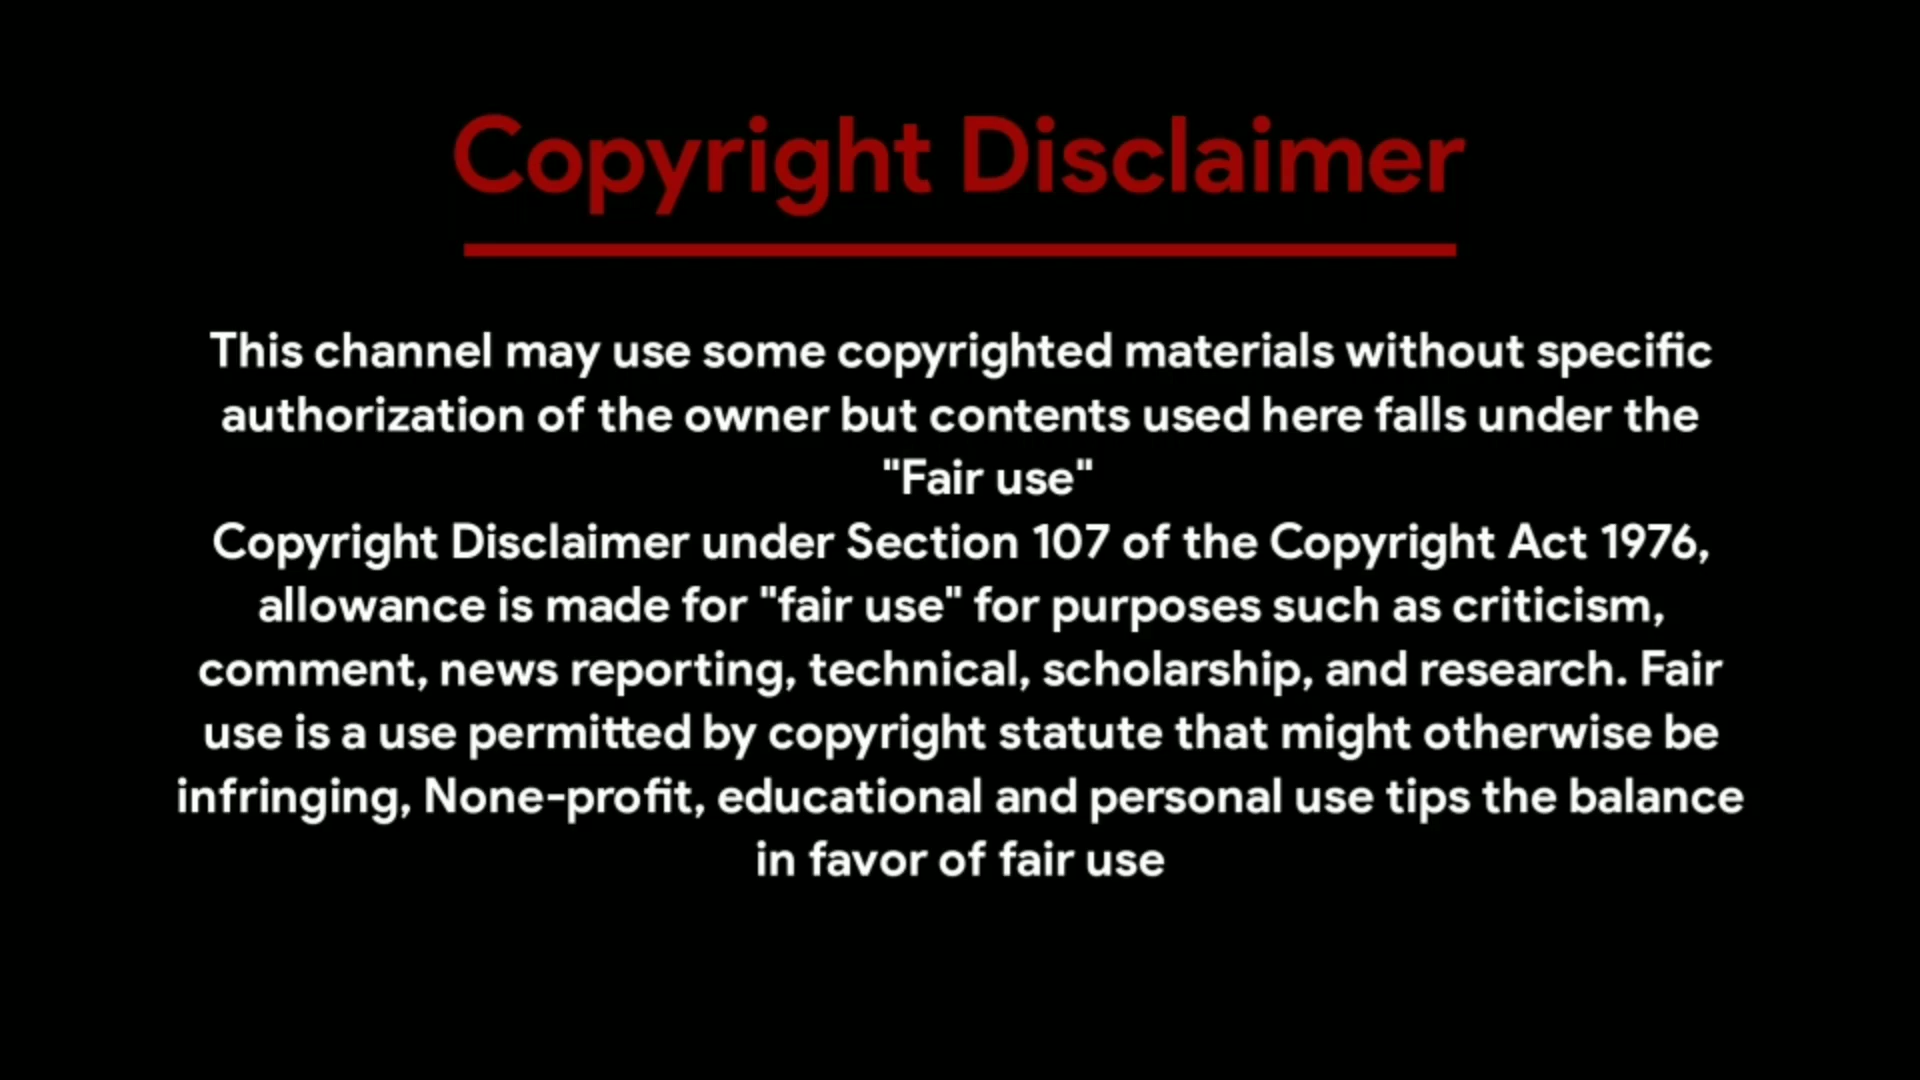 Copyright Disclaimer
This channel may use some copyrighted materials without specific
authorization of the owner but contents used here falls under the
"Fair use"
Copyright Disclaimer under Section 107 of the Copyright Act 1976,
allowance is made for "fair use" for purposes such as criticism,
comment, news reporting, technical, scholarship, and research. Fair
use is a use permitted by copyright statute that might otherwise be
infringing, None-profit, educational and personal use tips the balance
in favor of fair use